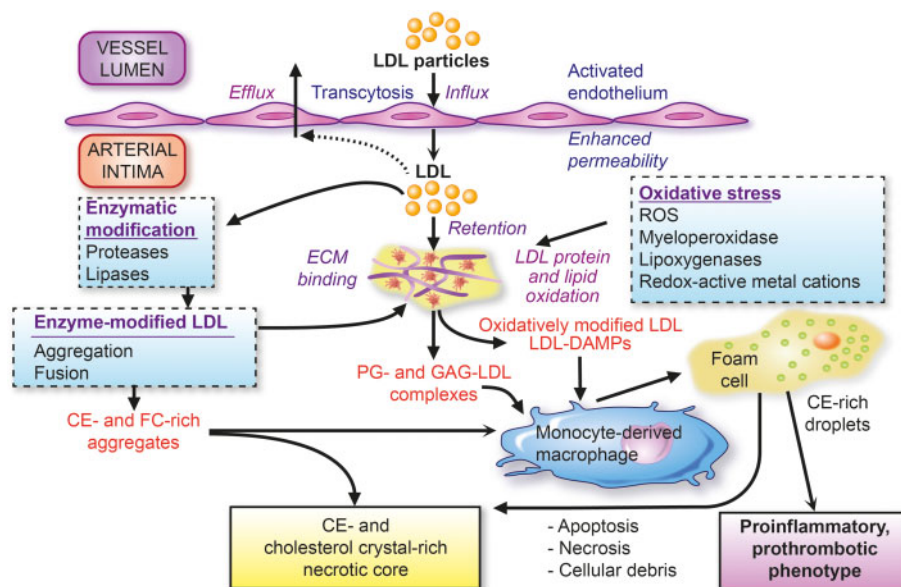 VESSEL
LUMEN
LDL particles
Efflux
Transcytosis
Influx
Activated
endothelium
ARTERIAL
INTIMA
Enhanced
permeability
LDL
Enzymatic
modification
Proteases
Lipases
Retention
ECM
binding
LDL protein
and lipid
oxidation
Oxidative stress
ROS
Myeloperoxidase
Lipoxygenases
Redox-active metal cations
Enzyme-modified LDL
Aggregation
Fusion
Oxidatively modified LDL
LDL-DAMPs
PG- and GAG-LDL
complexes
Foam
cell
CE-rich
droplets
CE- and FC-rich
aggregates
Monocyte-derived
macrophage
CE- and
cholesterol crystal-rich
necrotic core
- Apoptosis
- Necrosis
- Cellular debris
Proinflammatory,
prothrombotic
phenotype